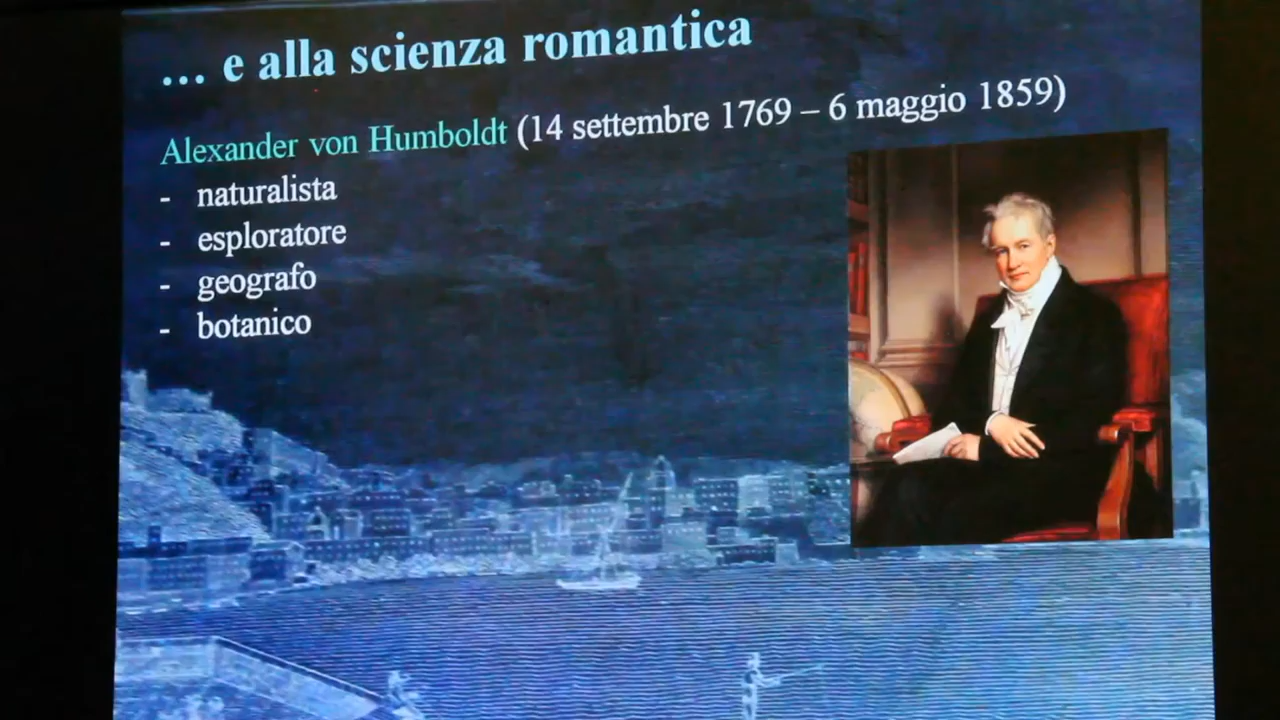 … e alla scienza romantica
Alexander von Humboldt (14 settembre 1769 – 6 maggio 1859)
- naturalista
- esploratore
- geografo
- botanico